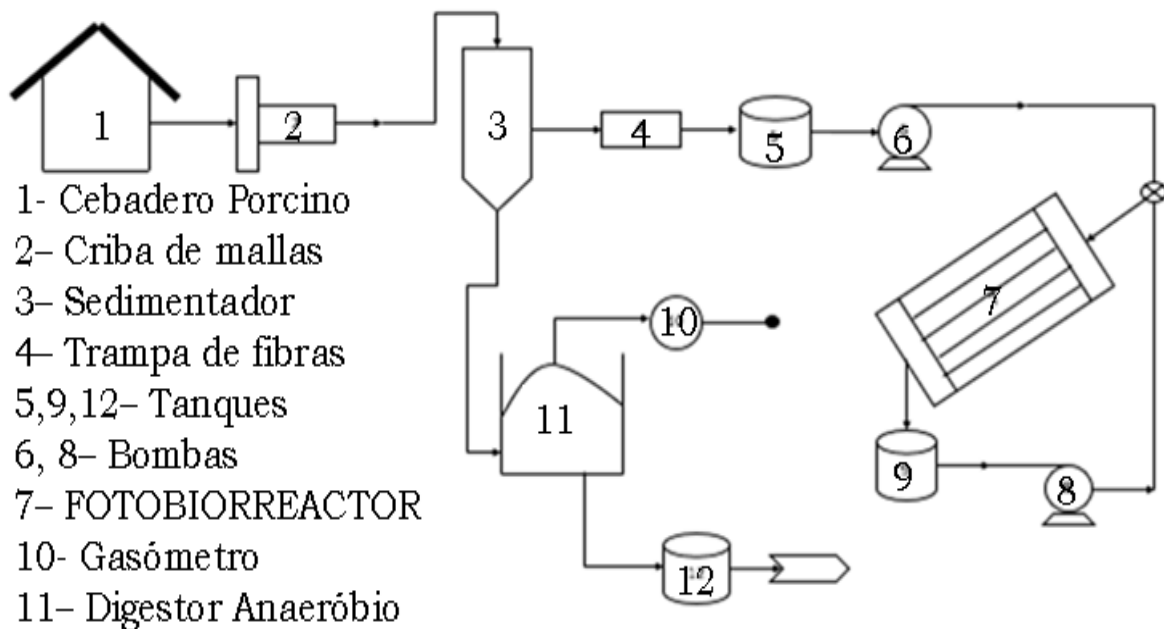 1
2
3
4
5
6
1- Cebadero Porcino
2– Criba de mallas
3– Sedimentador
4– Trampa de fibras
5,9,12– Tanques
6, 8– Bombas
7– FOTOBIORREACTOR
10- Gasómetro
11– Digestor Anaeróbio
7
10
11
9
8
12